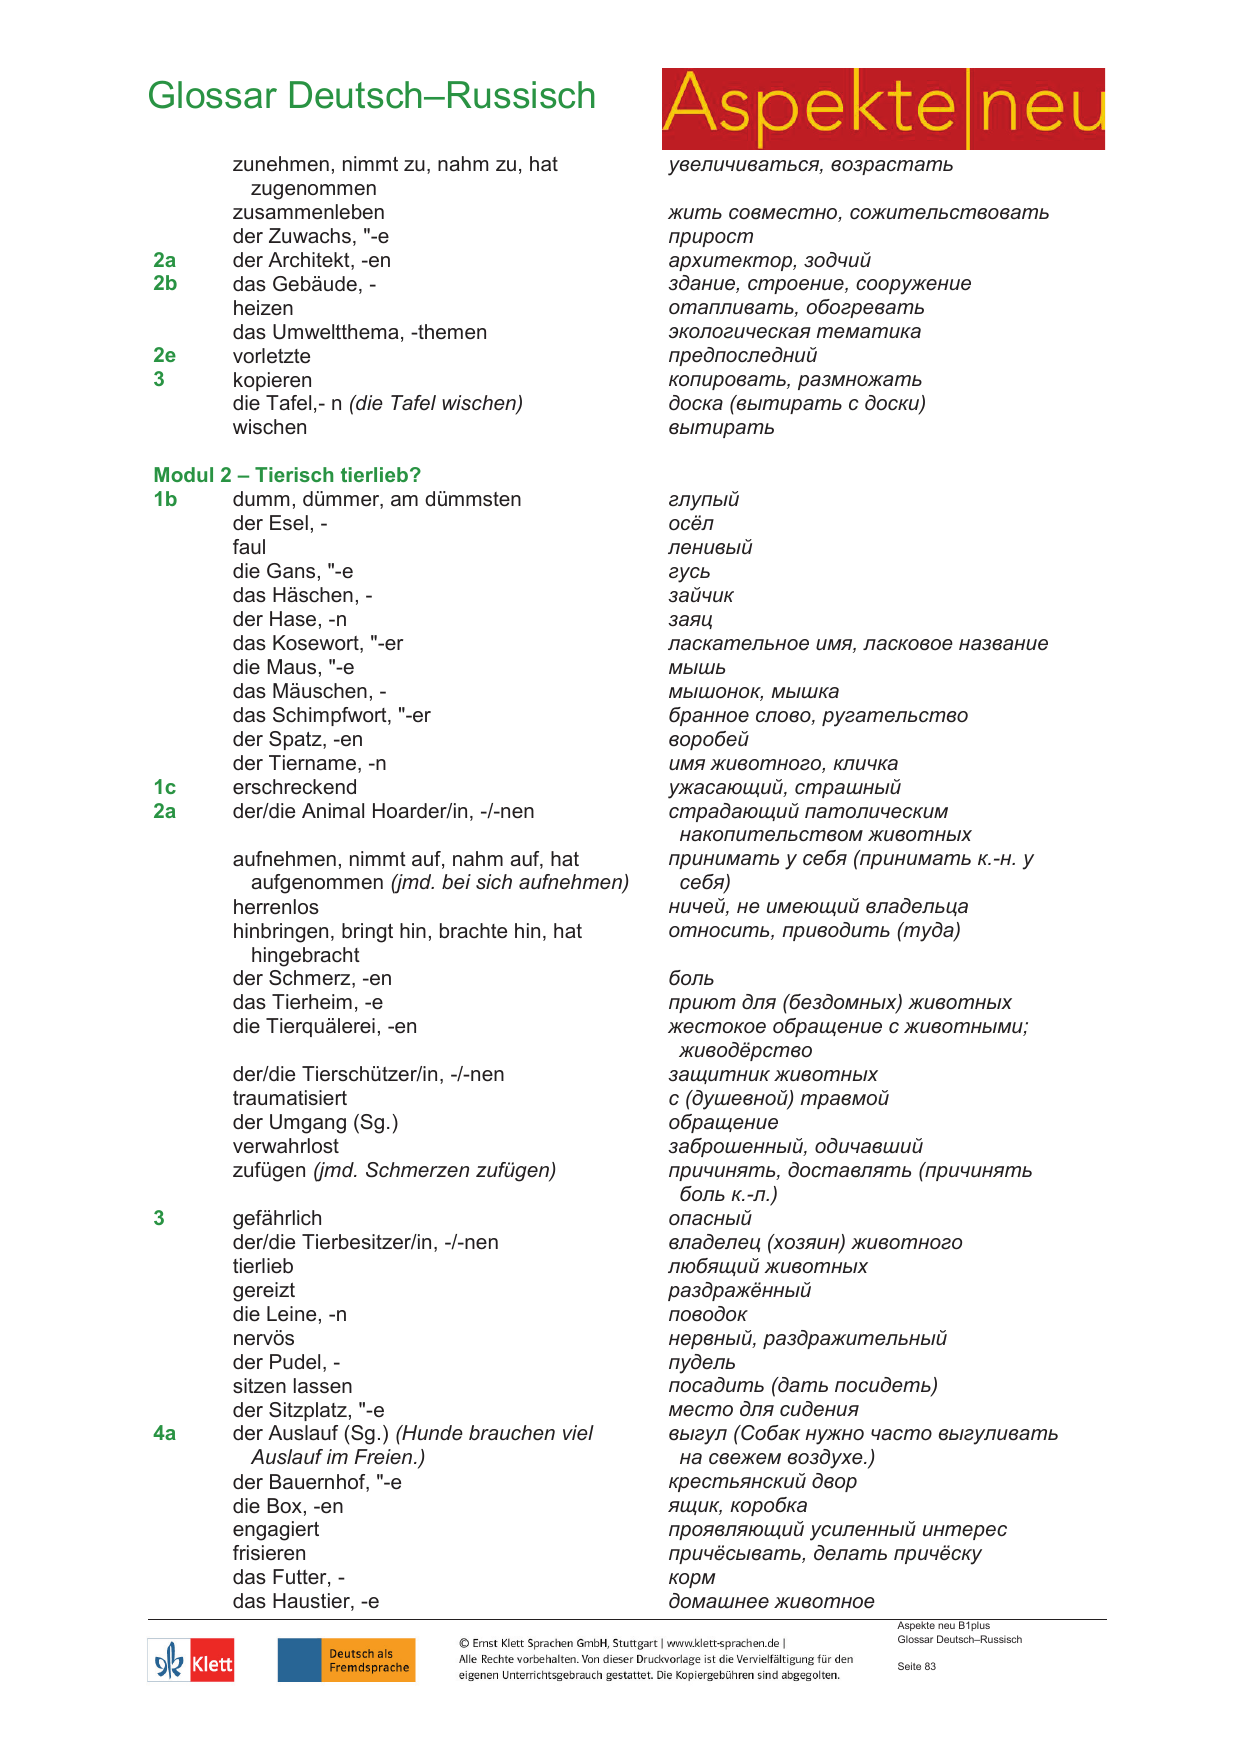 Glossar Deutsch–Russisch
Aspekte|neu
zunehmen, nimmt zu, nahm zu, hat увеличиваться, возрастать
zugenommen
zusammenleben жить совместно, сожительствовать
der Zuwachs, "-e прирост
2a der Architekt, -en архитектор, зодчий
2b das Gebäude, - здание, строение, сооружение
heizen отапливать, обогревать
das Umweltthema, -themen экологическая тематика
2e vorletzte предпоследний
3 kopieren копировать, размножать
die Tafel,- n (die Tafel wischen) доска (вытирать с доски)
wischen вытирать
Modul 2 – Tierisch tierlieb?
1b dumm, dümmer, am dümmsten глупый
der Esel, - осёл
faul ленивый
die Gans, "-e гусь
das Häschen, - зайчик
der Hase, -n заяц
das Kosewort, "-er ласкательное имя, ласковое название
die Maus, "-e мышь
das Mäuschen, - мышонок, мышка
das Schimpfwort, "-er бранное слово, ругательство
der Spatz, -en воробей
der Tiername, -n имя животного, кличка
1c erschreckend ужасающий, страшный
2a der/die Animal Hoarder/in, -/-nen страдающий патолическим
накопительством животных
aufnehmen, nimmt auf, nahm auf, hat принимать у себя (принимать к.-н. у
aufgenommen (jmd. bei sich aufnehmen) себя)
herrenlos ничей, не имеющий владельца
hinbringen, bringt hin, brachte hin, hat относить, приводить (туда)
hingebracht
der Schmerz, -en боль
das Tierheim, -e приют для (бездомных) животных
die Tierquälerei, -en жестокое обращение с животными;
живодёрство
der/die Tierschützer/in, -/-nen защитник животных
traumatisiert с (душевной) травмой
der Umgang (Sg.) обращение
verwahrlost заброшенный, одичавший
zufügen (jmd. Schmerzen zufügen) причинять, доставлять (причинять
боль к.-л.)
3 gefährlich опасный
der/die Tierbesitzer/in, -/-nen владелец (хозяин) животного
tierlieb любящий животных
gereizt раздражённый
die Leine, -n поводок
nervös нервный, раздражительный
der Pudel, - пудель
sitzen lassen посадить (дать посидеть)
der Sitzplatz, "-e место для сидения
4a der Auslauf (Sg.) (Hunde brauchen viel выгул (Собак нужно часто выгуливать
Auslauf im Freien.) на свежем воздухе.)
der Bauernhof, "-e крестьянский двор
die Box, -en ящик, коробка
engagiert проявляющий усиленный интерес
frisieren причёсывать, делать причёску
das Futter, - корм
das Haustier, -e домашнее животное
Klett
Deutsch als
Fremdsprache
© Ernst Klett Sprachen GmbH, Stuttgart | www.klett-sprachen.de |
Alle Rechte vorbehalten. Von dieser Druckvorlage ist die Vervielfältigung für den
eigenen Unterrichtsgebrauch gestattet. Die Kopiergebühren sind abgegolten.
Aspekte neu B1plus
Glossar Deutsch–Russisch
Seite 83